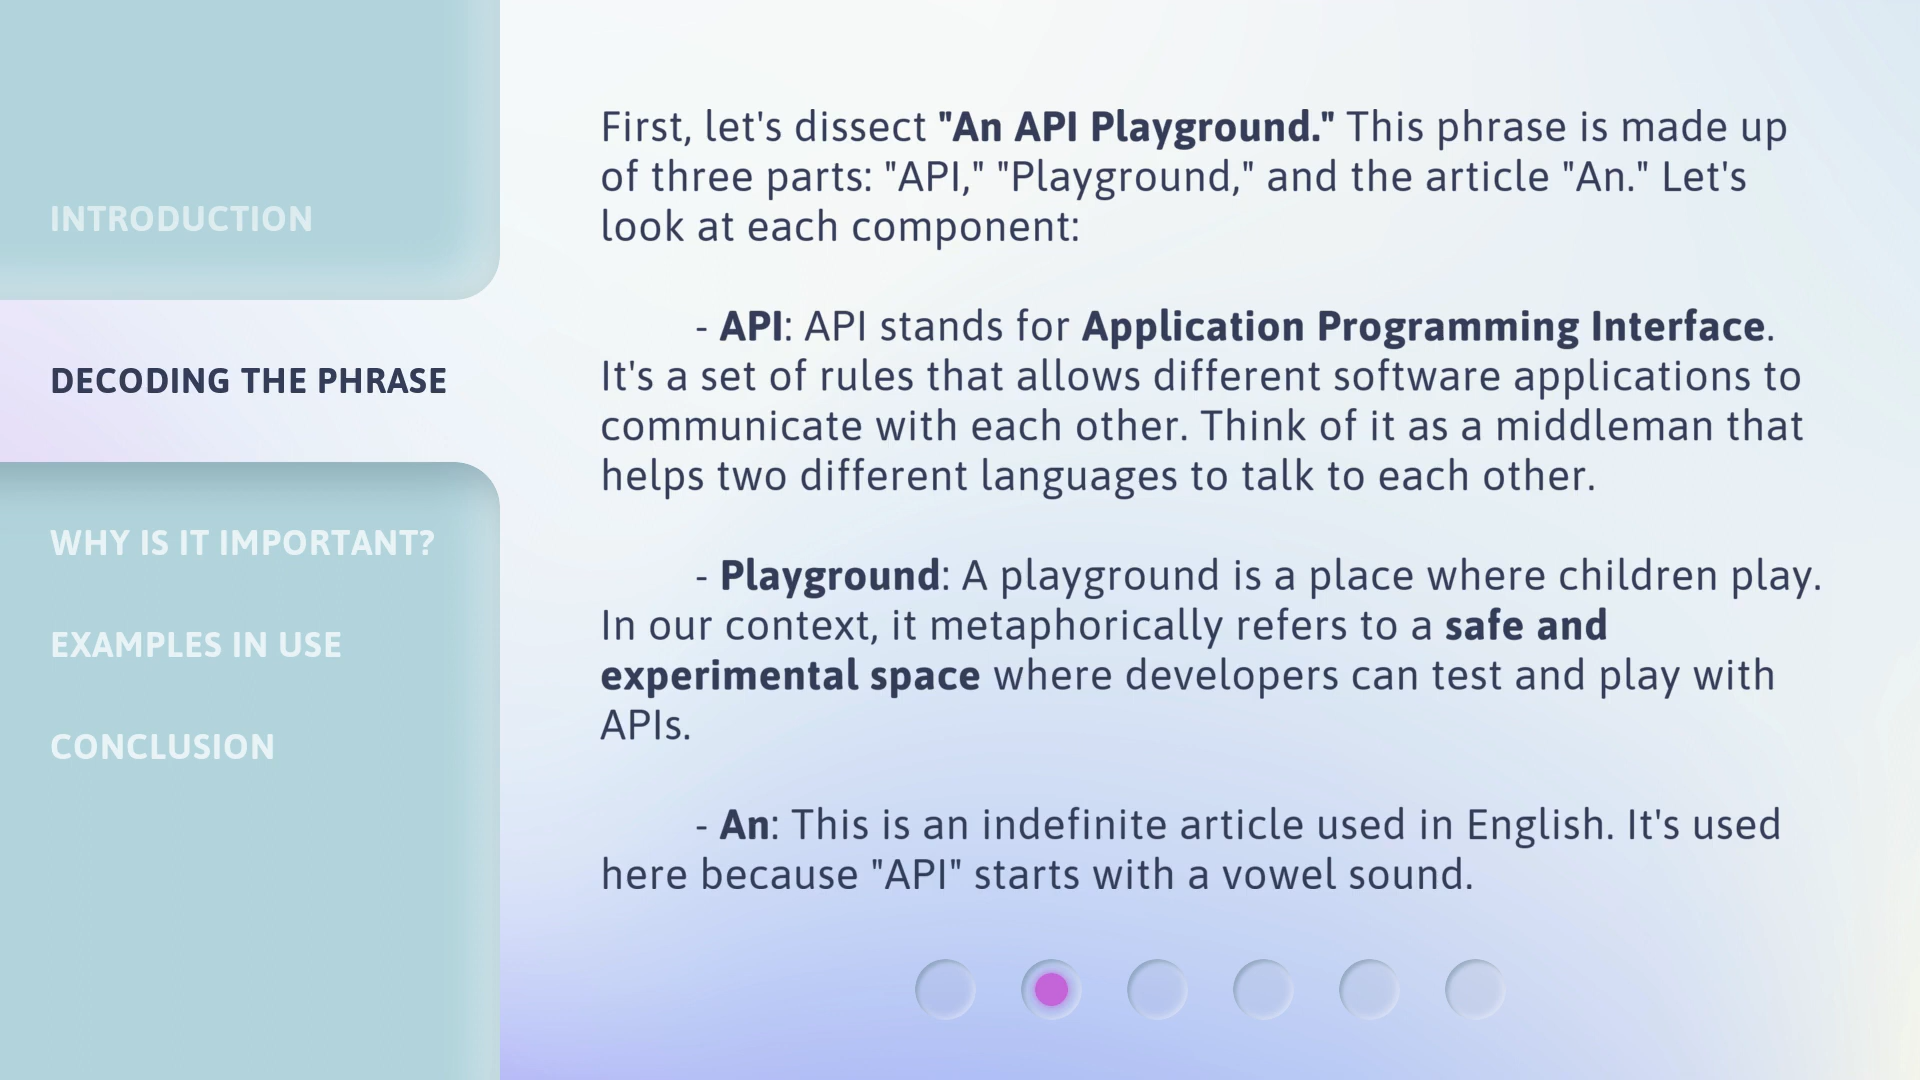 INTRODUCTION
DECODING THE PHRASE
WHY IS IT IMPORTANT?
EXAMPLES IN USE
CONCLUSION
First, let's dissect "An API Playground." This phrase is made up
of three parts: "API," "Playground," and the article "An." Let's
look at each component:
- API: API stands for Application Programming Interface.
It's a set of rules that allows different software applications to
communicate with each other. Think of it as a middleman that
helps two different languages to talk to each other.
- Playground: A playground is a place where children play.
In our context, it metaphorically refers to a safe and
experimental space where developers can test and play with
APIs.
- An: This is an indefinite article used in English. It's used
here because "API" starts with a vowel sound.